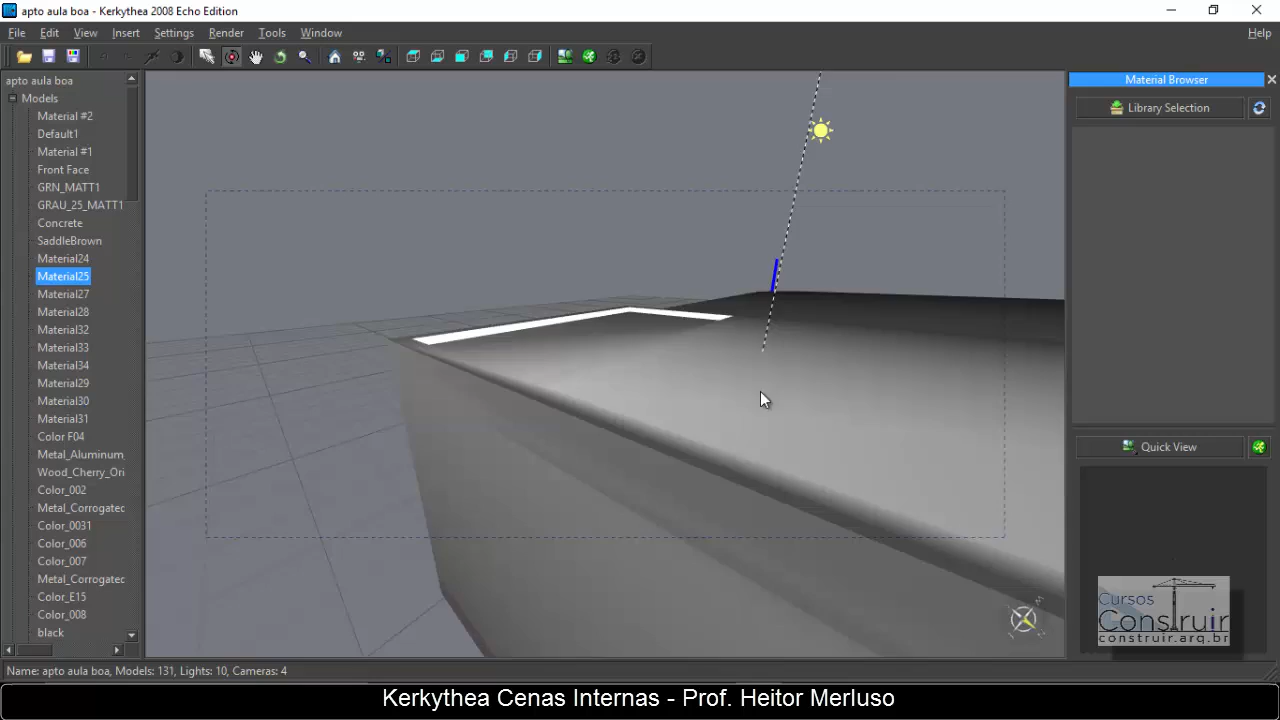 apto aula boa - Kerkythea 2008 Echo Edition
File Edit View Insert Settings Render Tools Window Help
apto aula boa
Models
Material #2
Default1
Material #1
Front Face
GRN_MATT1
GRAU_25_MATT1
Concrete
SaddleBrown
Material24
Material25
Material27
Material28
Material32
Material33
Material34
Material29
Material30
Material31
Color F04
Metal_Aluminum_
Wood_Cherry_Ori
Color_002
Metal_Corrogatec
Color_0031
Color_006
Color_007
Metal_Corrogatec
Color_E15
Color_008
black
Material Browser
Library Selection
Quick View
Cursos
Construir
construir.arq.br
Name: apto aula boa, Models: 131, Lights: 10, Cameras: 4
Kerkythea Cenas Internas - Prof. Heitor Merluso